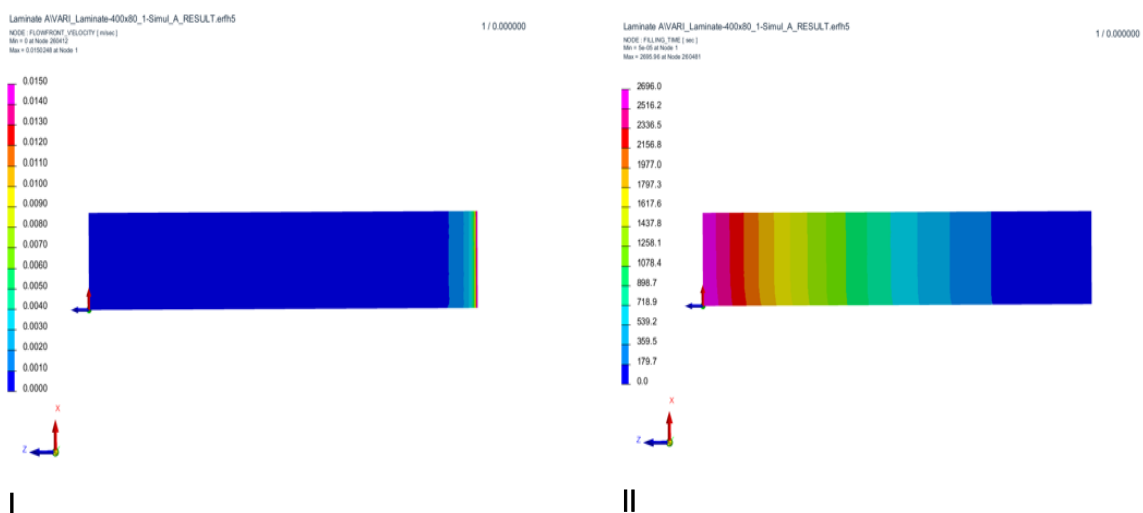 Laminate A\VARI_Laminate-400x80_1-Simul_A_RESULT.erfh5
NODE : FLOWFRONT_VELOCITY [ m/sec ]
Min = 0 at Node 260412
Max = 0.0150248 at Node 1
1 / 0.000000
0.0150
0.0140
0.0130
0.0120
0.0110
0.0100
0.0090
0.0080
0.0070
0.0060
0.0050
0.0040
0.0030
0.0020
0.0010
0.0000
X
Z
I
Laminate A\VARI_Laminate-400x80_1-Simul_A_RESULT.erfh5
NODE : FILLING_TIME [ sec ]
Min = 5e-05 at Node 1
Max = 2695.96 at Node 260481
1 / 0.000000
2696.0
2516.2
2336.5
2156.8
1977.0
1797.3
1617.6
1437.8
1258.1
1078.4
898.7
718.9
539.2
359.5
179.7
0.0
X
Z
II